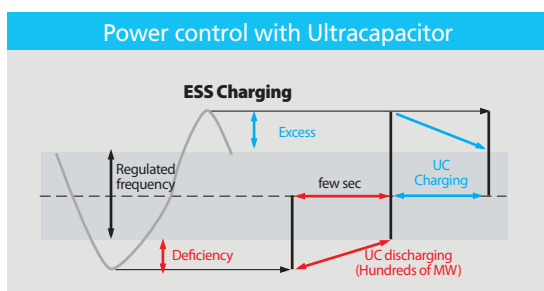 Power control with Ultracapacitor
ESS Charging
Excess
Regulated
frequency
few sec
UC
Charging
Deficiency
UC discharging
(Hundreds of MW)